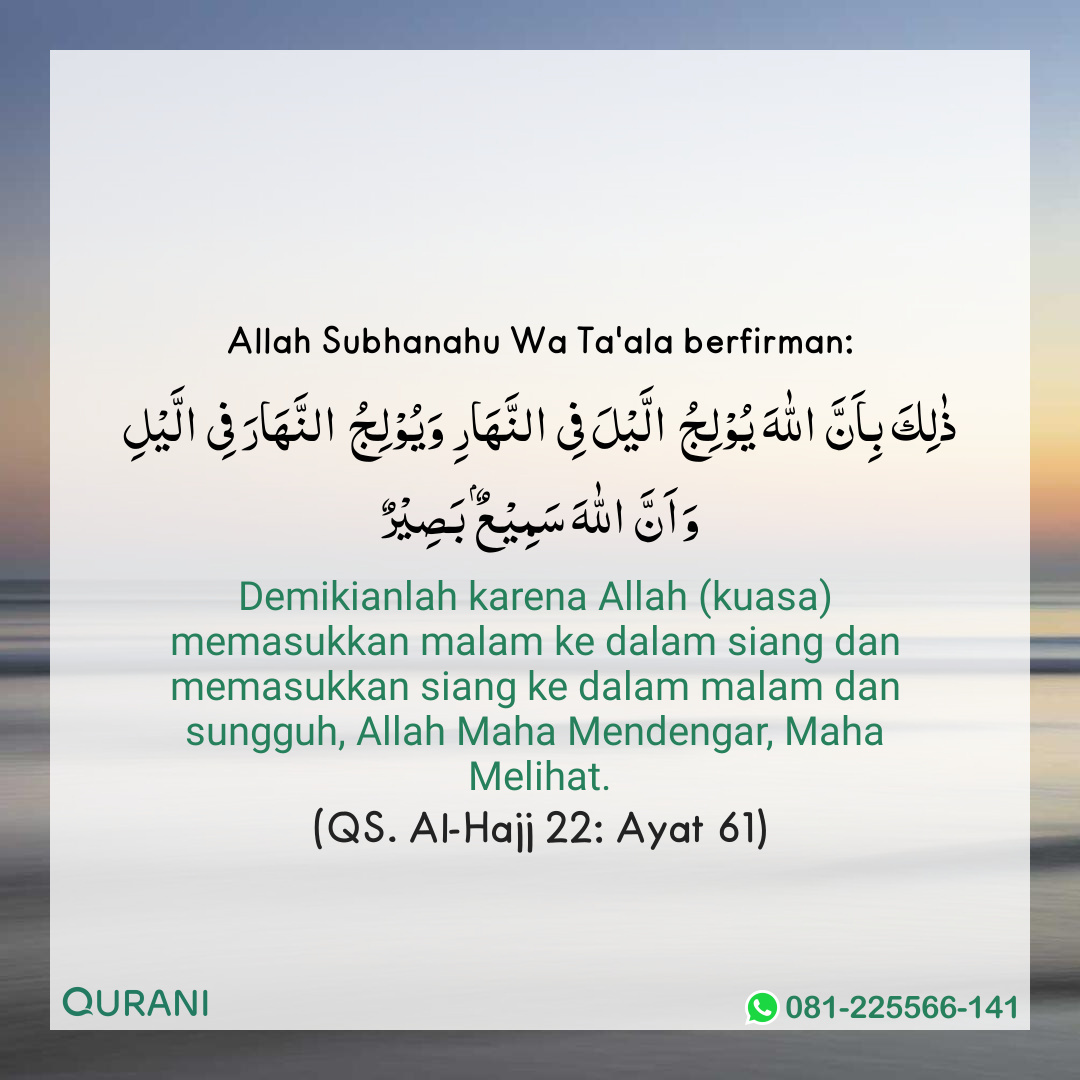 Allah Subhanahu Wa Ta'ala berfirman:
ذٰلِكَ بِاَنَّ اللّٰهَ يُوْلِجُ الَّيْلَ فِى النَّهَارِ وَيُوْلِجُ النَّهَارَ فِى الَّيْلِ
وَاَنَّ اللّٰهَ سَمِيْعٌۢ بَصِيْرٌ
Demikianlah karena Allah (kuasa)
memasukkan malam ke dalam siang dan
memasukkan siang ke dalam malam dan
sungguh, Allah Maha Mendengar, Maha
Melihat.
(QS. Al-Hajj 22: Ayat 61)
QURANI
081-225566-141